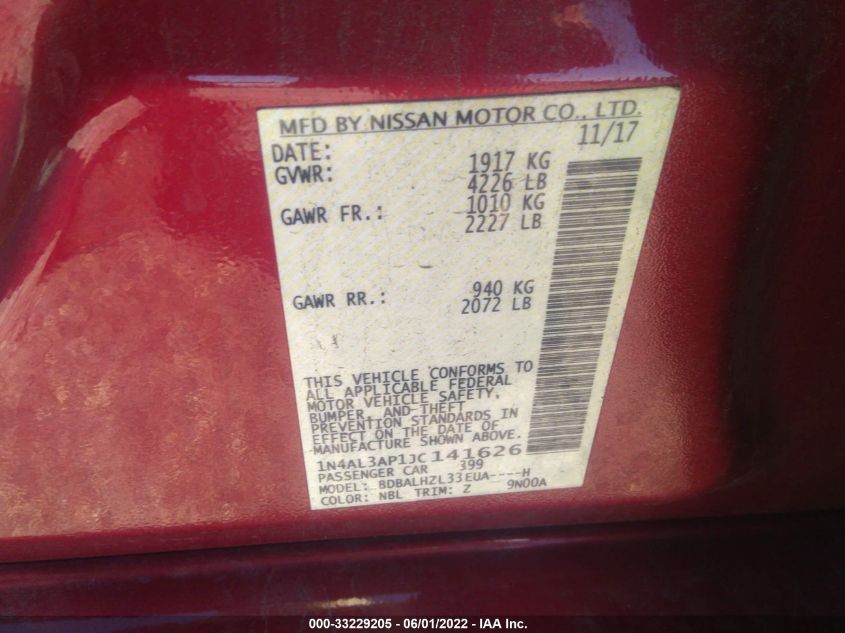 MFD BY NISSAN MOTOR CO., LTD.
DATE: 11/17
GVWR: 1917 KG
4226 LB
GAWR FR.: 1010 KG
2227 LB
GAWR RR.: 940 KG
2072 LB
THIS VEHICLE CONFORMS TO
ALL APPLICABLE FEDERAL
MOTOR VEHICLE SAFETY,
BUMPER, AND THEFT
PREVENTION STANDARDS IN
EFFECT ON THE DATE OF
MANUFACTURE SHOWN ABOVE.
1N4AL3AP1JC141626
PASSENGER CAR 399
MODEL: BDBALHZL33EUA----H
COLOR: NBL TRIM: Z 9N00A
000-33229205 - 06/01/2022 - IAA Inc.